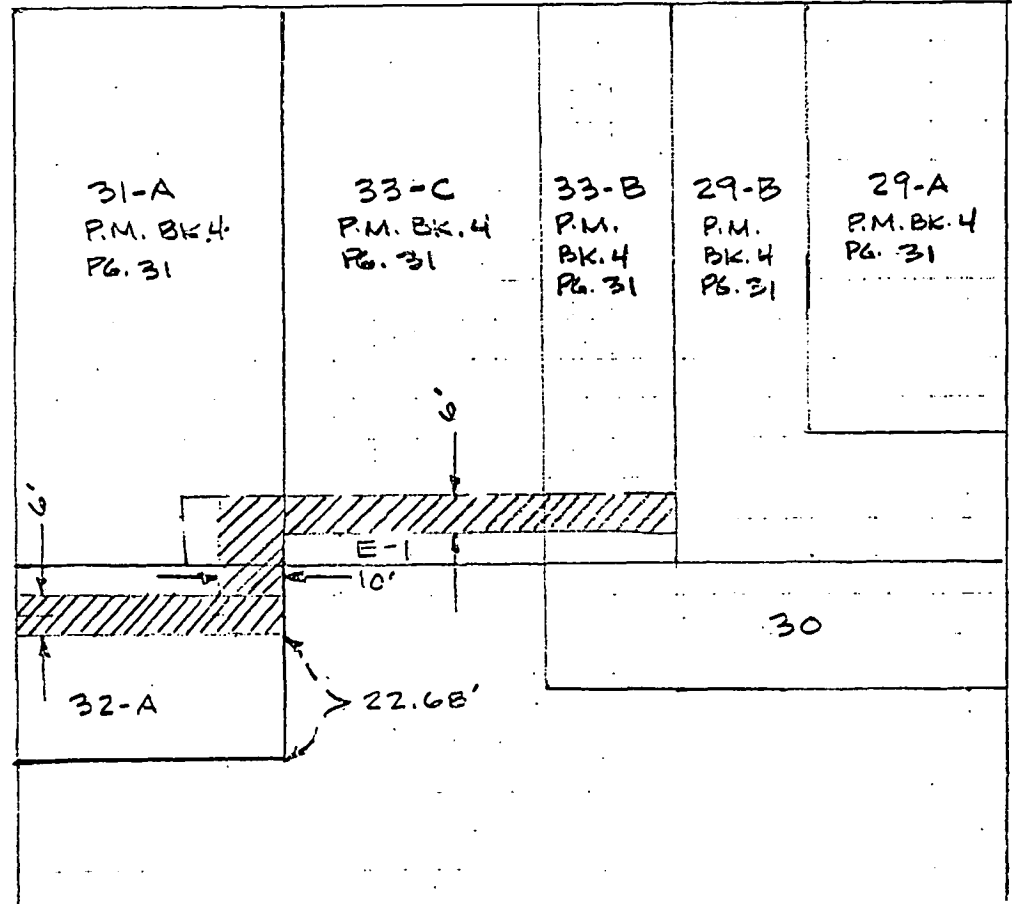 31-A
P.M. BK.4
PG. 31
33-C
P.M. BK.4
PG. 31
33-B
P.M.
BK.4
PG. 31
29-B
P.M.
BK.4
PG. 31
29-A
P.M. BK.4
PG. 31
6'
6'
E-1
10'
30
32-A
22.68'